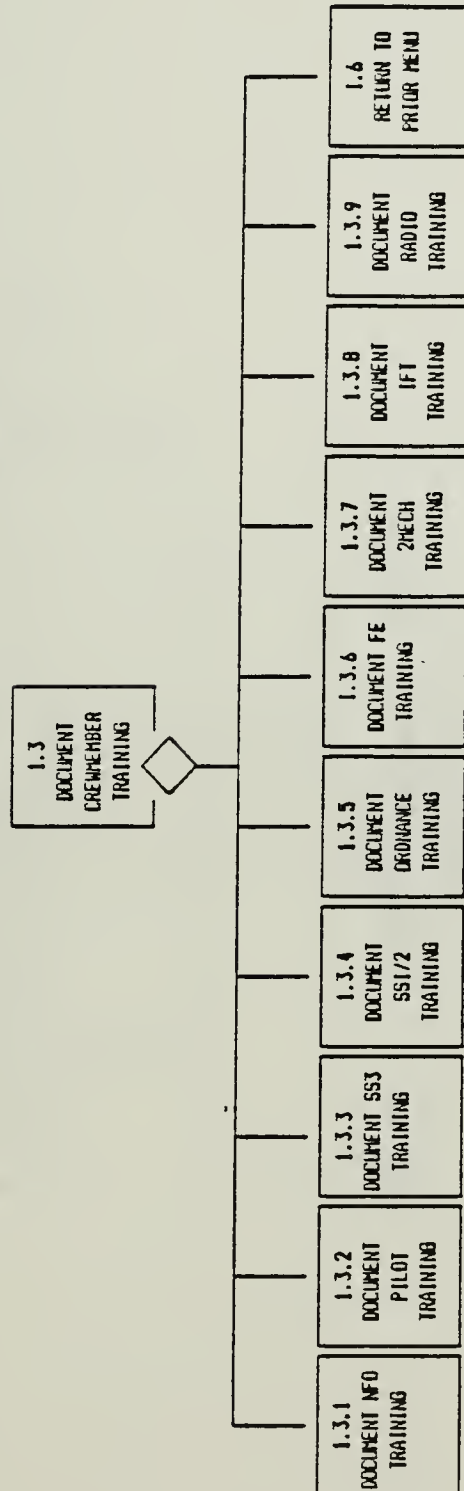 1.3
DOCUMENT
CREWMEMBER
TRAINING
1.3.1
DOCUMENT NFO
TRAINING
1.3.2
DOCUMENT
PILOT
TRAINING
1.3.3
DOCUMENT SS3
TRAINING
1.3.4
DOCUMENT
SS1/2
TRAINING
1.3.5
DOCUMENT
ORDNANCE
TRAINING
1.3.6
DOCUMENT FE
TRAINING
1.3.7
DOCUMENT
2MECH
TRAINING
1.3.8
DOCUMENT
IFT
TRAINING
1.3.9
DOCUMENT
RADIO
TRAINING
1.6
RETURN TO
PRIOR MENU